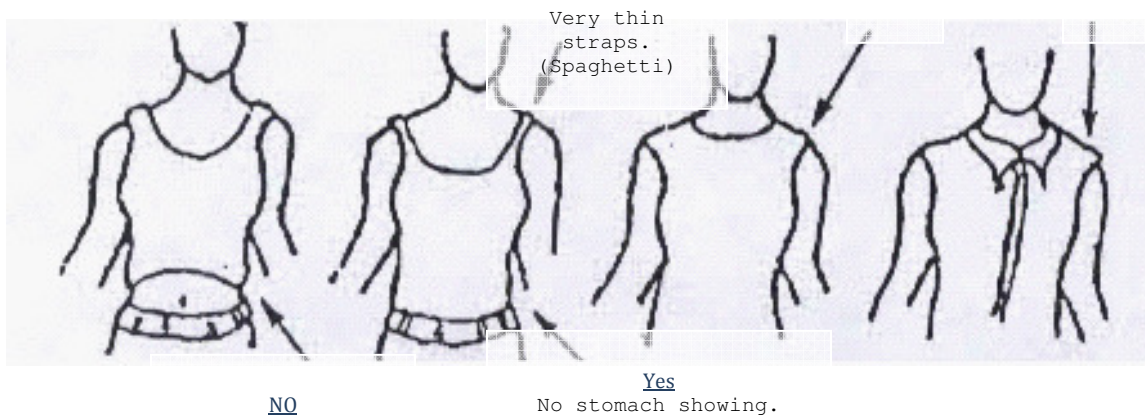 Very thin
straps.
(Spaghetti)
Yes
NO
No stomach showing.